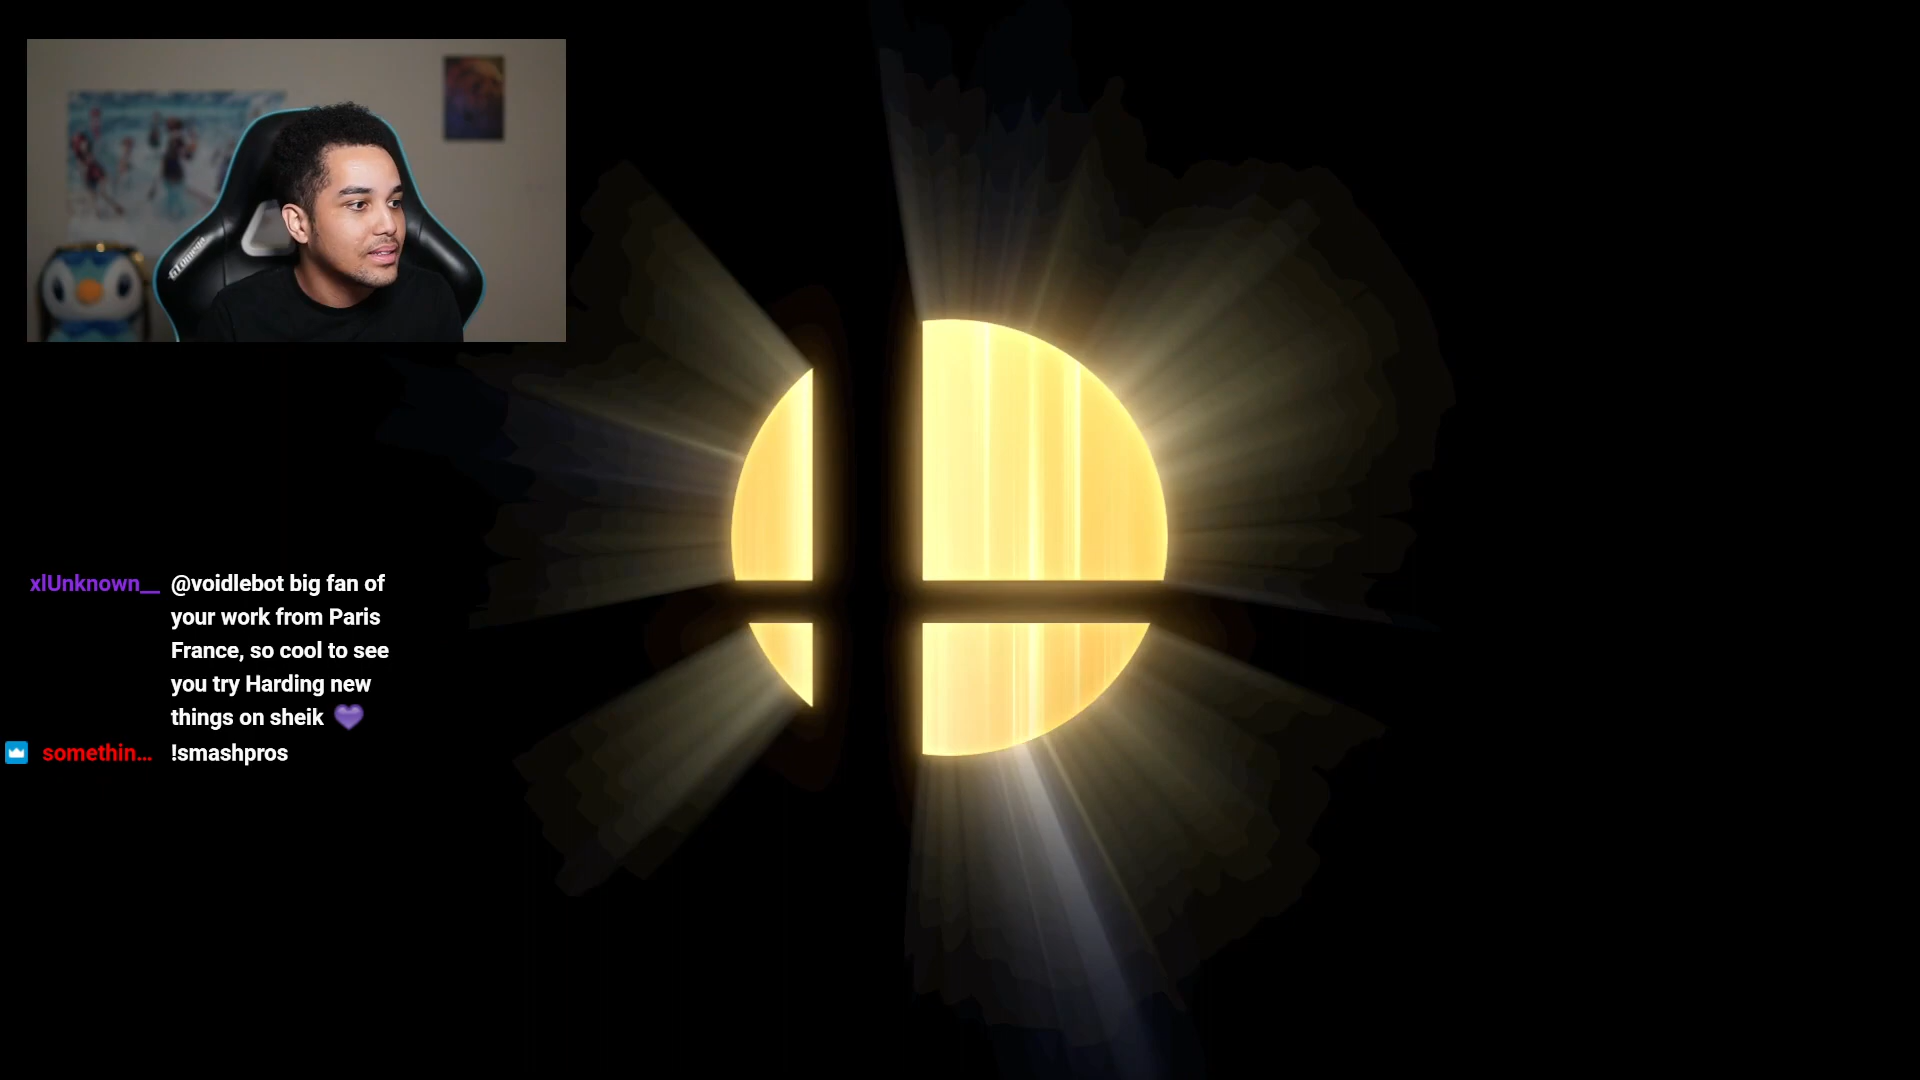 GTOmega
xlUnknown__ @voidlebot big fan of
your work from Paris
France, so cool to see
you try Harding new
things on sheik
somethin... !smashpros